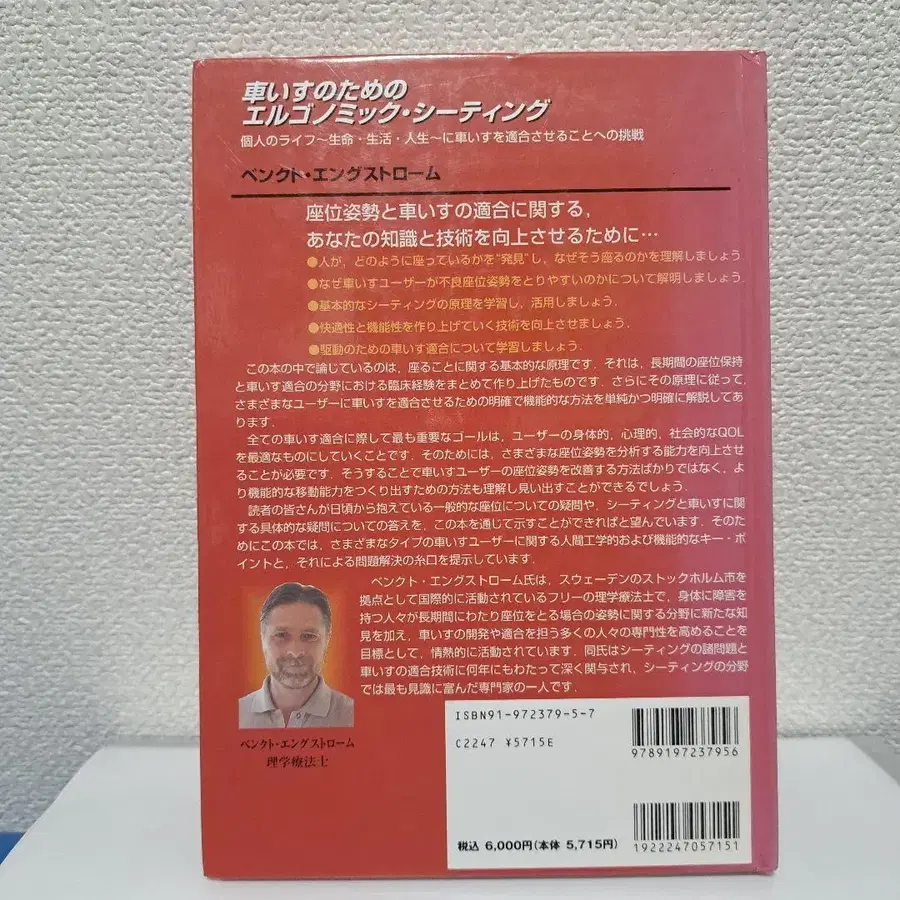 車いすのための
エルゴノミック・シーティング
個人のライフ～生命・生活・人生～に車いすを適合させることへの挑戦
ベンクト・エングストローム
座位姿勢と車いすの適合に関する,
あなたの知識と技術を向上させるために…
●人が, どのように座っているかを"発見"し, なぜそう座るのかを理解しましょう.
●なぜ車いすユーザーが不良座位姿勢をとりやすいのかについて解明しましょう.
●基本的なシーティングの原理を学習し, 活用しましょう.
●快適性と機能性を作り上げていく技術を向上させましょう.
●駆動のための車いす適合について学習しましょう.
この本の中で論じているのは, 座ることに関する基本的な原理です. それは, 長期間の座位保持
と車いす適合の分野における臨床経験をまとめて作り上げたものです. さらにその原理に従って,
さまざまなユーザーに車いすを適合させるための明確で機能的な方法を単純かつ明確に解説してあ
ります.
全ての車いす適合に際して最も重要なゴールは, ユーザーの身体的, 心理的, 社会的なQOL
を最適なものにしていくことです. そのためには, さまざまな座位姿勢を分析する能力を向上させ
ることが必要です. そうすることで車いすユーザーの座位姿勢を改善する方法ばかりではなく, よ
り機能的な移動能力をつくり出すための方法も理解し見い出すことができるでしょう.
読者の皆さんが日頃から抱えている一般的な座位についての疑問や, シーティングと車いすに関
する具体的な疑問についての答えを, この本を通じて示すことができればと望んでいます. そのた
めにこの本では, さまざまなタイプの車いすユーザーに関する人間工学的および機能的なキー・ポ
イントと, それによる問題解決の糸口を提示しています.
ベンクト・エングストローム氏は, スウェーデンのストックホルム市を
拠点として国際的に活動されているフリーの理学療法士で, 身体に障害を
持つ人々が長期間にわたり座位をとる場合の姿勢に関する分野に新たな知
見を加え, 車いすの開発や適合を担う多くの人々の専門性を高めることを
目標として, 情熱的に活動されています. 同氏はシーティングの諸問題と
車いすの適合技術に何年にもわたって深く関与され, シーティングの分野
では最も見識に富んだ専門家の一人です.
ベンクト・エングストローム
理学療法士
ISBN91-972379-5-7
C2247 ¥5715E
9789197237956
税込 6,000円(本体 5,715円)
1922247057151